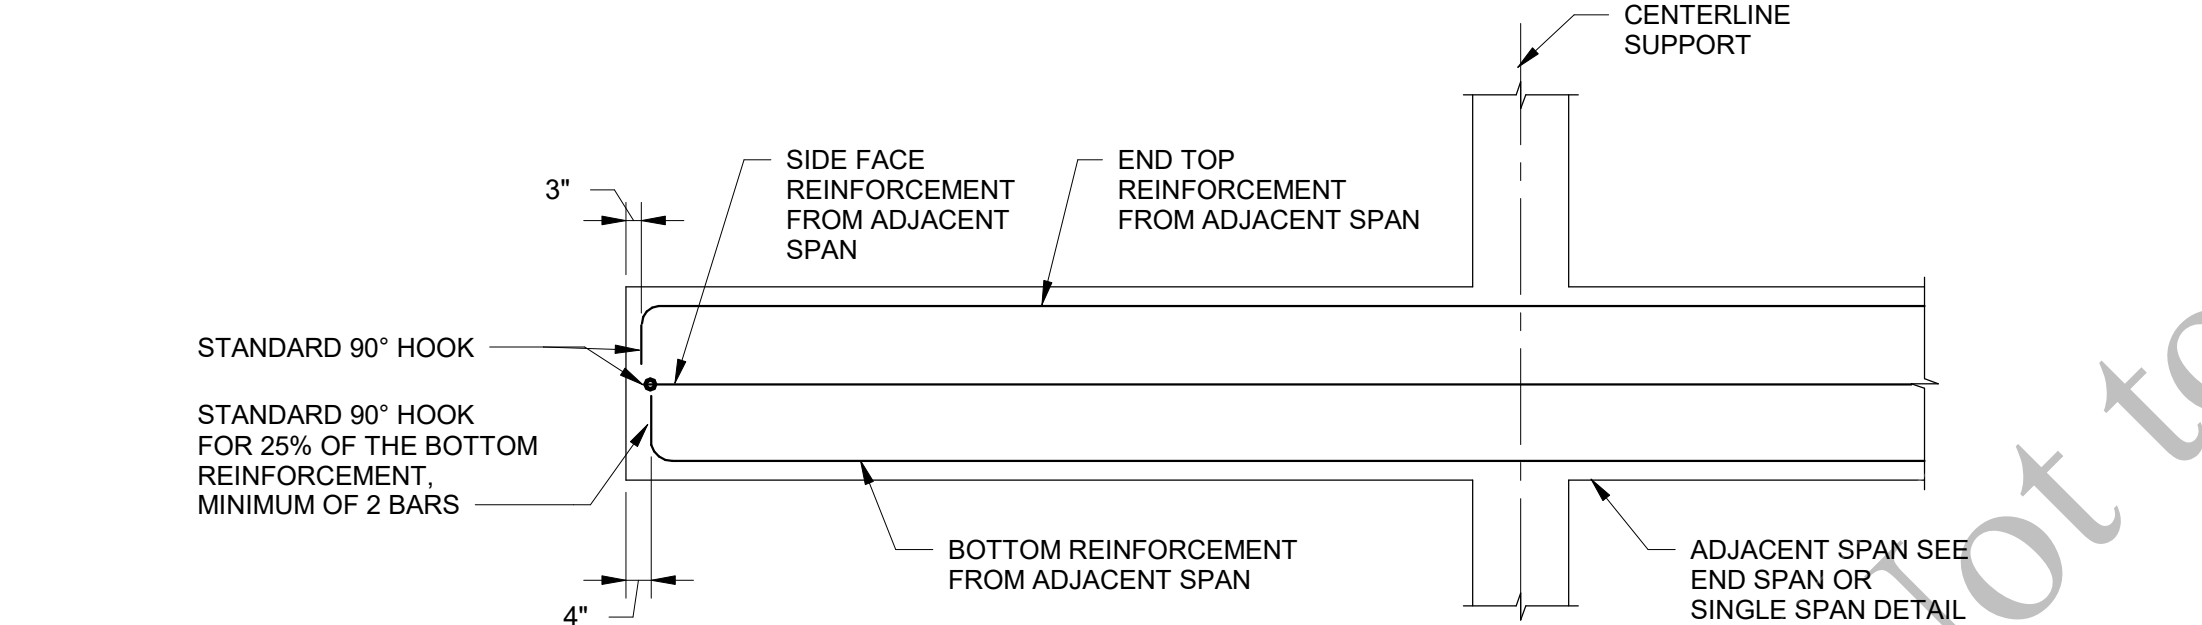 CENTERLINE
SUPPORT
3"
SIDE FACE
REINFORCEMENT
FROM ADJACENT
SPAN
END TOP
REINFORCEMENT
FROM ADJACENT SPAN
STANDARD 90° HOOK
STANDARD 90° HOOK
FOR 25% OF THE BOTTOM
REINFORCEMENT,
MINIMUM OF 2 BARS
BOTTOM REINFORCEMENT
FROM ADJACENT SPAN
ADJACENT SPAN SEE
END SPAN OR
SINGLE SPAN DETAIL
4"